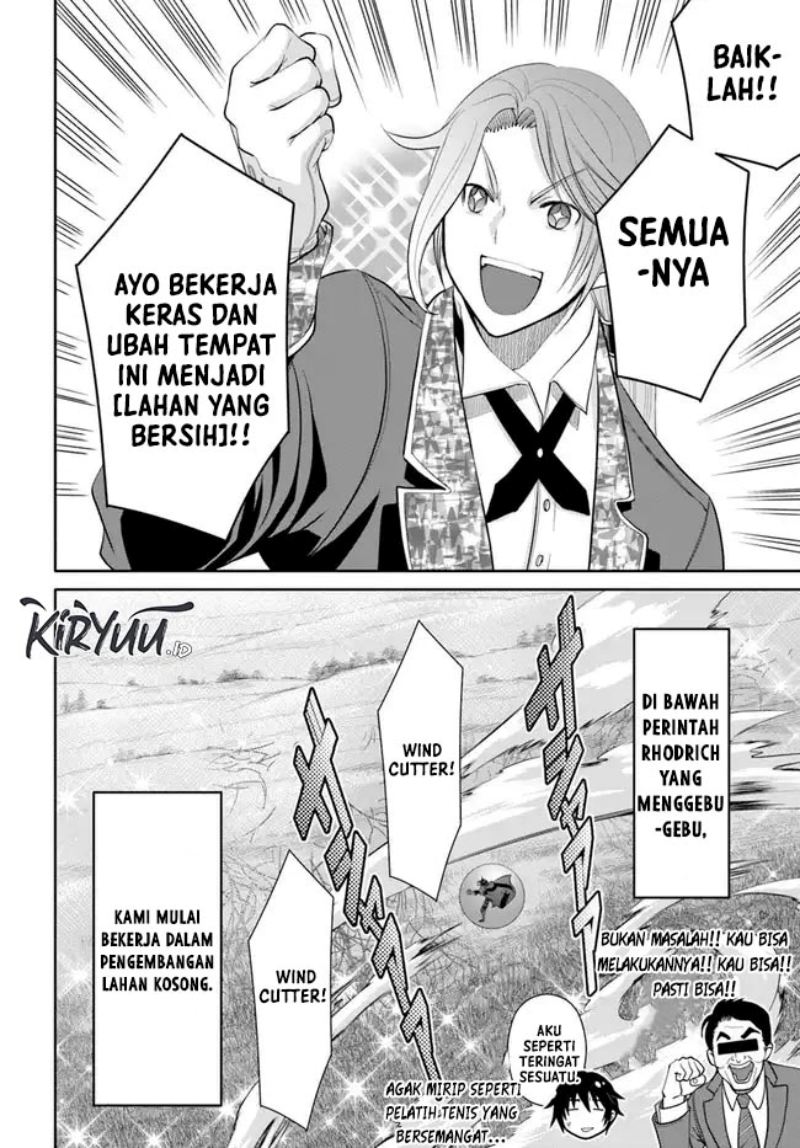 BAIK-
LAH!!
SEMUA
-NYA
AYO BEKERJA
KERAS DAN
UBAH TEMPAT
INI MENJADI
[LAHAN YANG
BERSIH]!!
KIRYUU.ID
DI BAWAH
PERINTAH
RHODRICH
YANG
MENGGEBU
-GEBU,
WIND
CUTTER!
WIND
CUTTER!
KAMI MULAI
BEKERJA DALAM
PENGEMBANGAN
LAHAN KOSONG.
BUKAN MASALAH!! KAU BISA
MELAKUKANNYA!! KAU BISA!!
PASTI BISA!!
AKU
SEPERTI
TERINGAT
SESUATU.
AGAK MIRIP SEPERTI
PELATIH TENIS YANG
BERSEMANGAT...